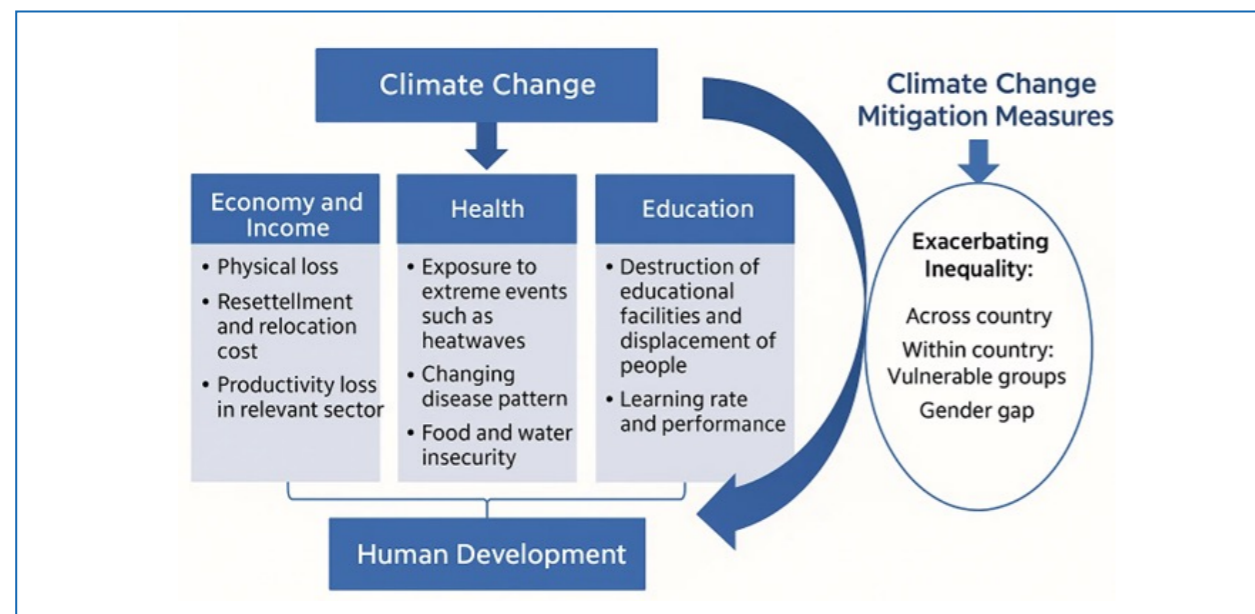 Climate Change
Economy and
Income
• Physical loss
• Resettellment
and relocation
cost
• Productivity loss
in relevant sector
Health
• Exposure to
extreme events
such as
heatwaves
• Changing
disease pattern
• Food and water
insecurity
Education
• Destruction of
educational
facilities and
displacement of
people
• Learning rate
and performance
Human Development
Climate Change
Mitigation Measures
Exacerbating
Inequality:
Across country
Within country:
Vulnerable groups
Gender gap